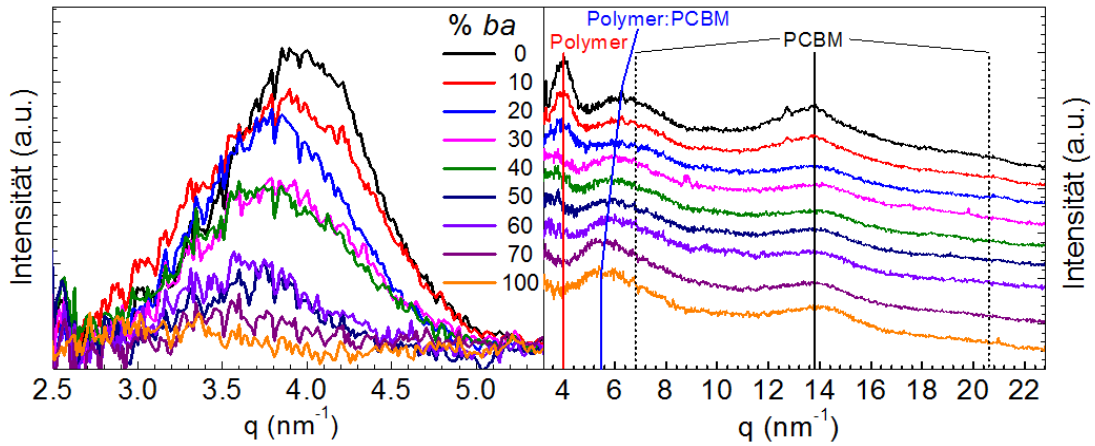 Intensität (a.u.)
% ba
0
10
20
30
40
50
60
70
100
2.5 3.0 3.5 4.0 4.5 5.0
q (nm⁻¹)
Polymer:PCBM
Polymer
PCBM
4 6 8 10 12 14 16 18 20 22
q (nm⁻¹)
Intensität (a.u.)